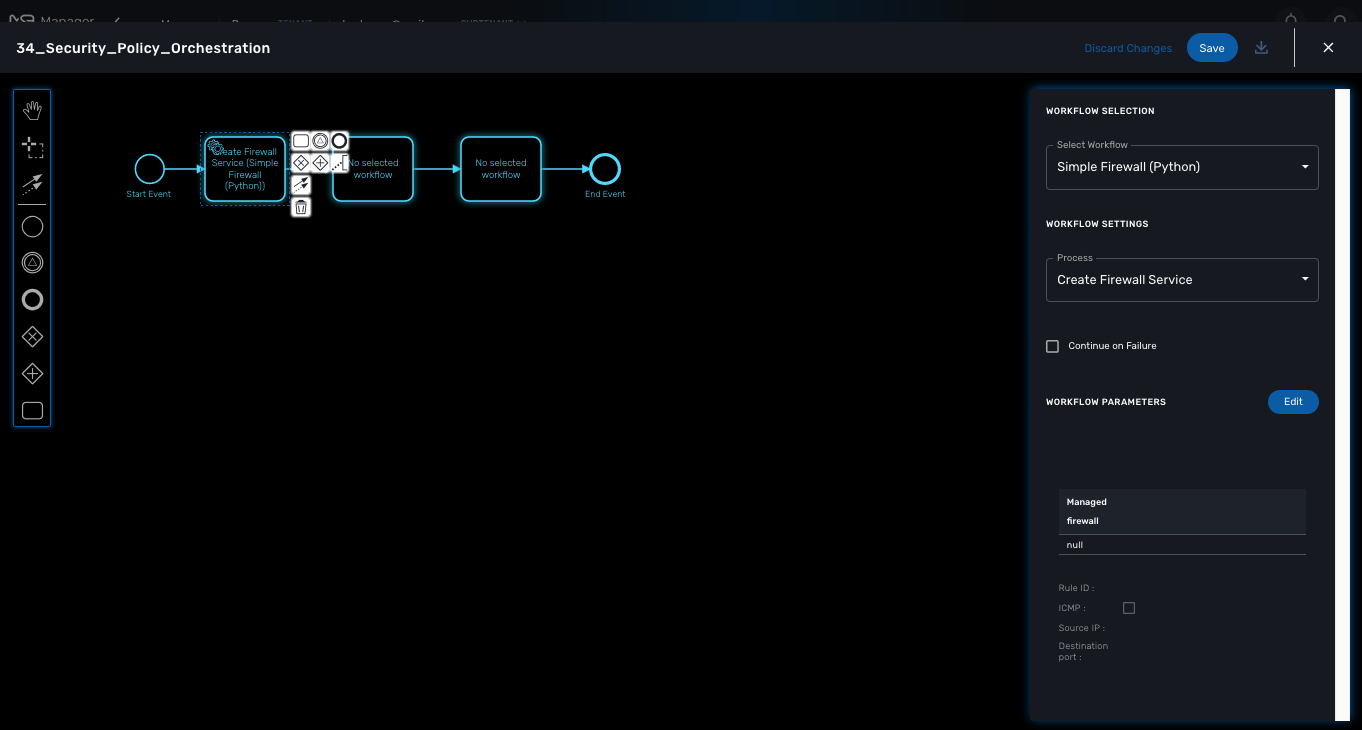 Manager
34_Security_Policy_Orchestration
Discard Changes
Save
Create Firewall
Service (Simple
Firewall
(Python))
No selected
workflow
No selected
workflow
Start Event
End Event
WORKFLOW SELECTION
Select Workflow
Simple Firewall (Python)
WORKFLOW SETTINGS
Process
Create Firewall Service
Continue on Failure
WORKFLOW PARAMETERS
Edit
Managed
firewall
null
Rule ID :
ICMP :
Source IP :
Destination
port :